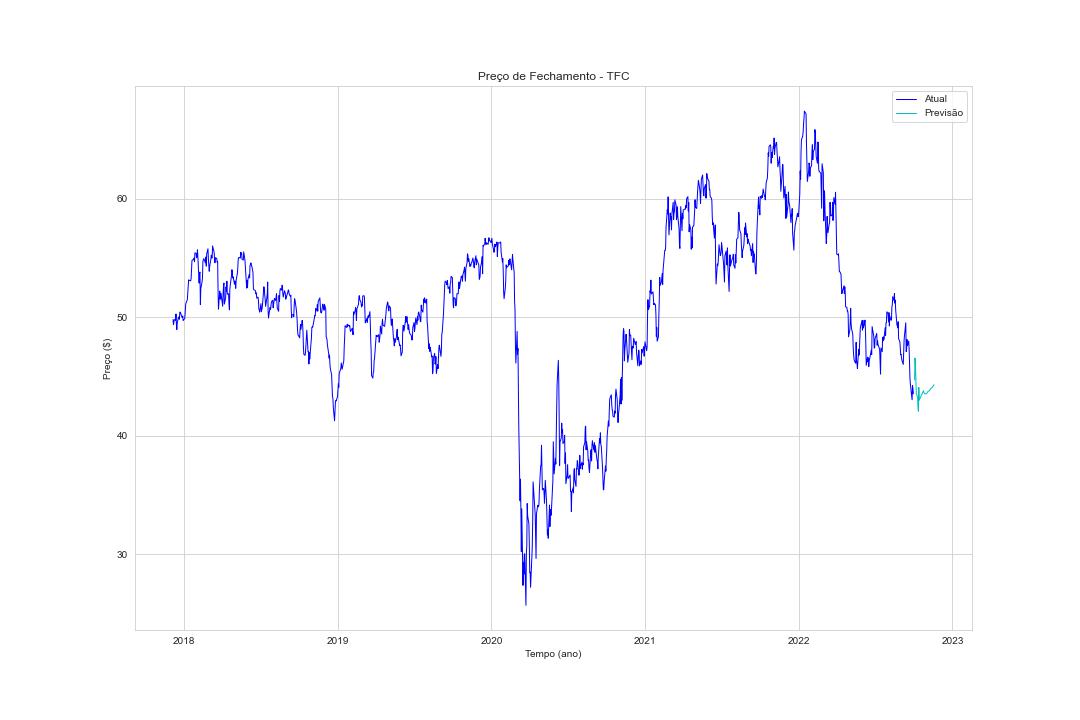 Preço de Fechamento - TFC
Atual
Previsão
60
50
40
30
Preço ($)
2018 2019 2020 2021 2022 2023
Tempo (ano)